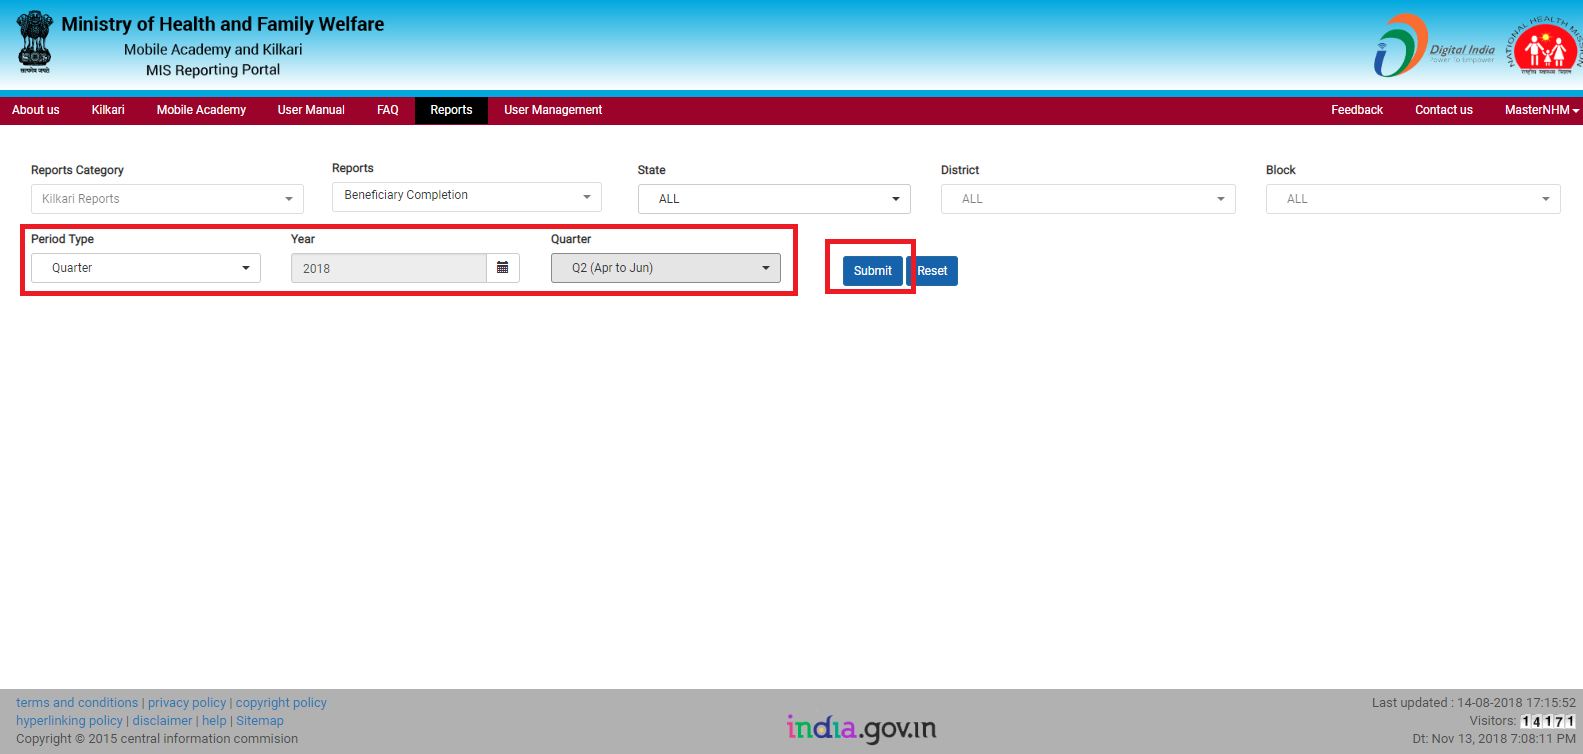 Ministry of Health and Family Welfare
Mobile Academy and Kilkari
MIS Reporting Portal
सत्यमेव जयते
Digital India
Power To Empower
NATIONAL HEALTH MISSION
राष्ट्रीय स्वास्थ्य मिशन
About us Kilkari Mobile Academy User Manual FAQ Reports User Management Feedback Contact us MasterNHM
Reports Category Reports State District Block
Kilkari Reports Beneficiary Completion ALL ALL ALL
Period Type Year Quarter
Quarter 2018 Q2 (Apr to Jun) Submit Reset
terms and conditions | privacy policy | copyright policy
hyperlinking policy | disclaimer | help | Sitemap
Copyright © 2015 central information commision
india.gov.in
Last updated : 14-08-2018 17:15:52
Visitors: 14171
Dt: Nov 13, 2018 7:08:11 PM